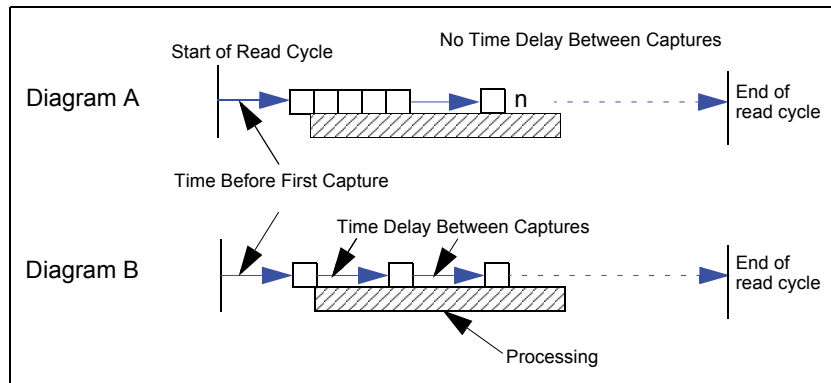 Start of Read Cycle
No Time Delay Between Captures
Diagram A
n
End of
read cycle
Time Before First Capture
Time Delay Between Captures
Diagram B
End of
read cycle
Processing